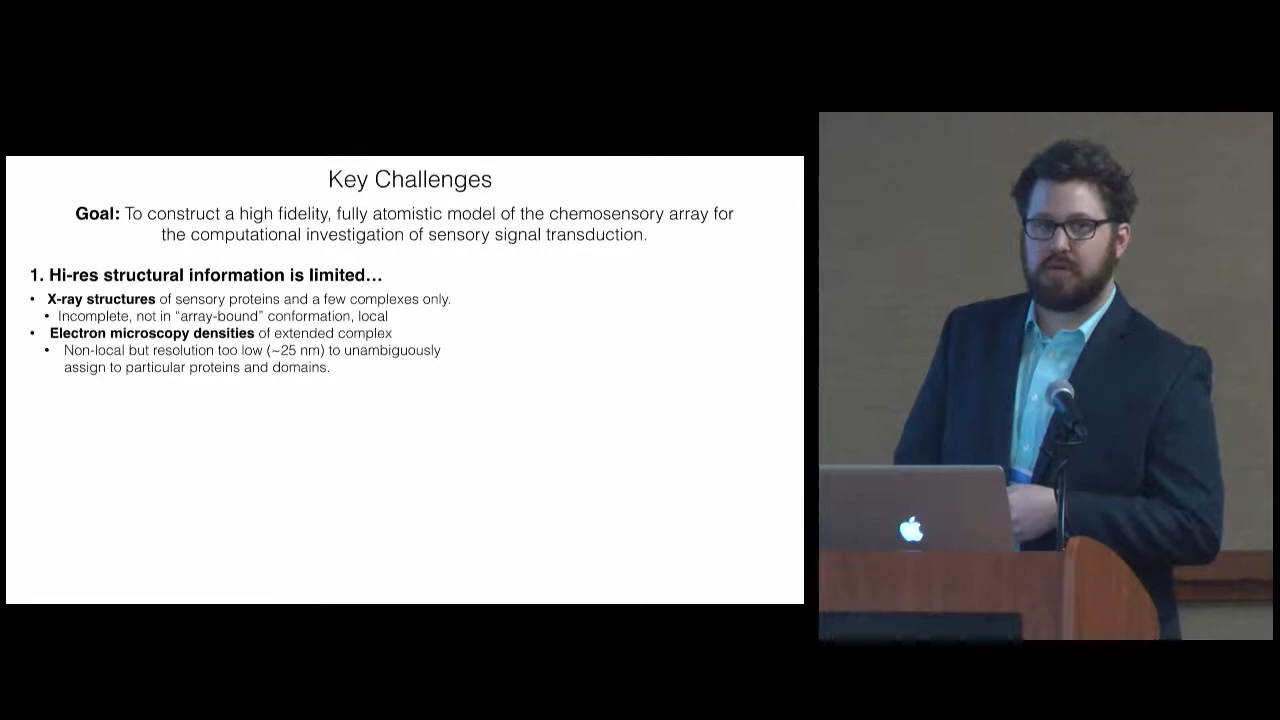 Key Challenges
Goal: To construct a high fidelity, fully atomistic model of the chemosensory array for
the computational investigation of sensory signal transduction.
1. Hi-res structural information is limited…
• X-ray structures of sensory proteins and a few complexes only.
• Incomplete, not in “array-bound” conformation, local
• Electron microscopy densities of extended complex
• Non-local but resolution too low (~25 nm) to unambiguously
assign to particular proteins and domains.